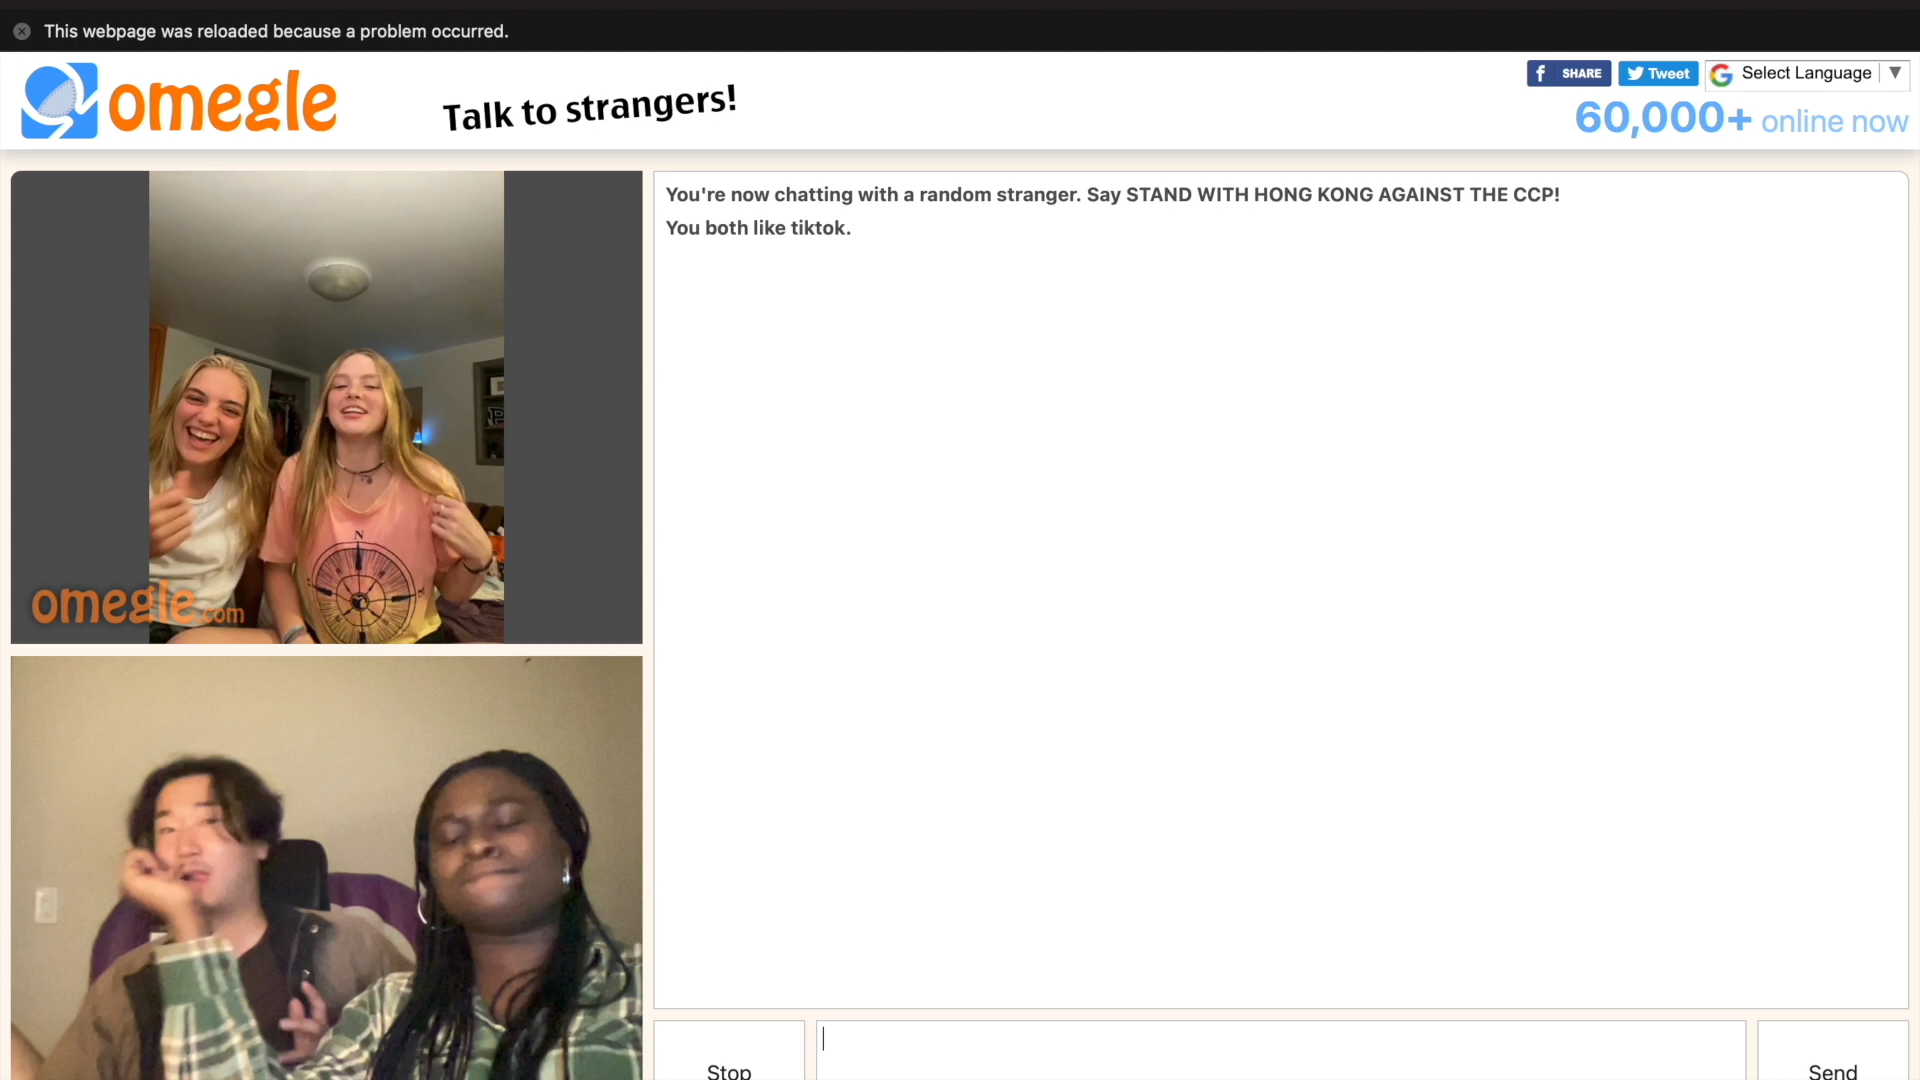 This webpage was reloaded because a problem occurred.
omegle
Talk to strangers!
f SHARE
Tweet
G Select Language ▼
60,000+ online now
You're now chatting with a random stranger. Say STAND WITH HONG KONG AGAINST THE CCP!
You both like tiktok.
N
omegle.com
Stop
Send